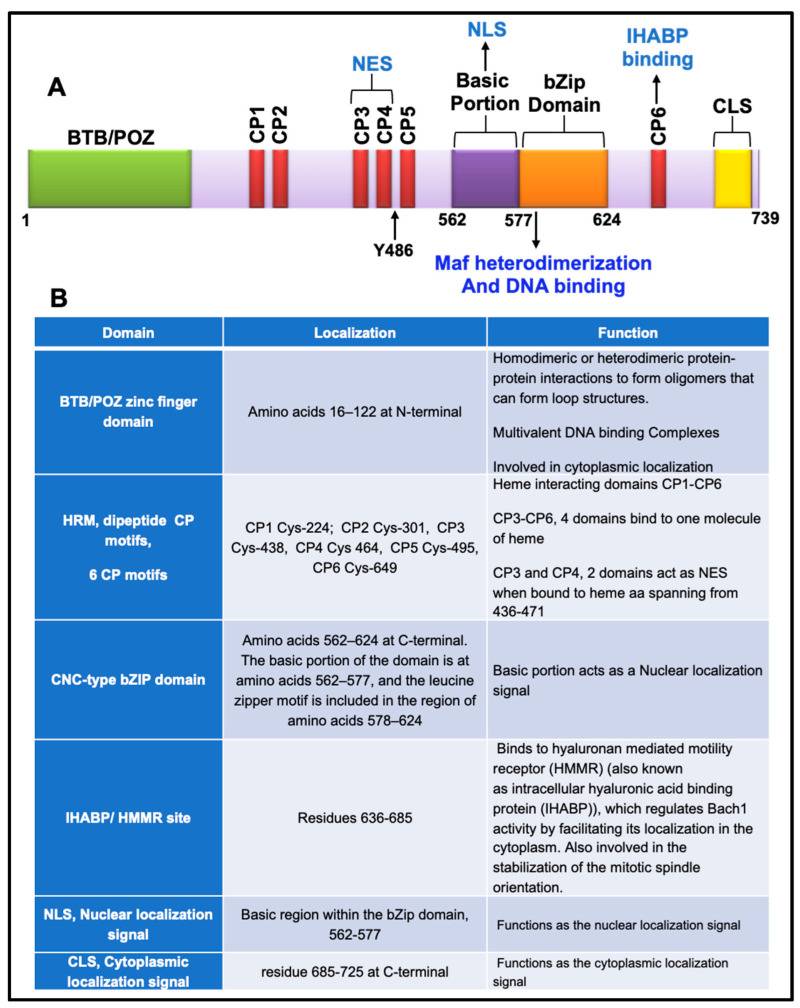 A
BTB/POZ
CP1
CP2
NES
CP3
CP4
CP5
NLS
Basic
Portion
bZip
Domain
IHABP
binding
CP6
CLS
1
Y486
562
577
624
739
Maf heterodimerization
And DNA binding
B
Domain
Localization
Function
BTB/POZ zinc finger
domain
Amino acids 16–122 at N-terminal
Homodimeric or heterodimeric protein-
protein interactions to form oligomers that
can form loop structures.
Multivalent DNA binding Complexes
Involved in cytoplasmic localization
HRM, dipeptide CP
motifs,
6 CP motifs
CP1 Cys-224; CP2 Cys-301, CP3
Cys-438, CP4 Cys 464, CP5 Cys-495,
CP6 Cys-649
Heme interacting domains CP1-CP6
CP3-CP6, 4 domains bind to one molecule
of heme
CP3 and CP4, 2 domains act as NES
when bound to heme aa spanning from
436-471
CNC-type bZIP domain
Amino acids 562–624 at C-terminal.
The basic portion of the domain is at
amino acids 562–577, and the leucine
zipper motif is included in the region of
amino acids 578–624
Basic portion acts as a Nuclear localization
signal
IHABP/ HMMR site
Residues 636-685
Binds to hyaluronan mediated motility
receptor (HMMR) (also known
as intracellular hyaluronic acid binding
protein (IHABP)), which regulates Bach1
activity by facilitating its localization in the
cytoplasm. Also involved in the
stabilization of the mitotic spindle
orientation.
NLS, Nuclear localization
signal
Basic region within the bZip domain,
562-577
Functions as the nuclear localization signal
CLS, Cytoplasmic
localization signal
residue 685-725 at C-terminal
Functions as the cytoplasmic localization
signal